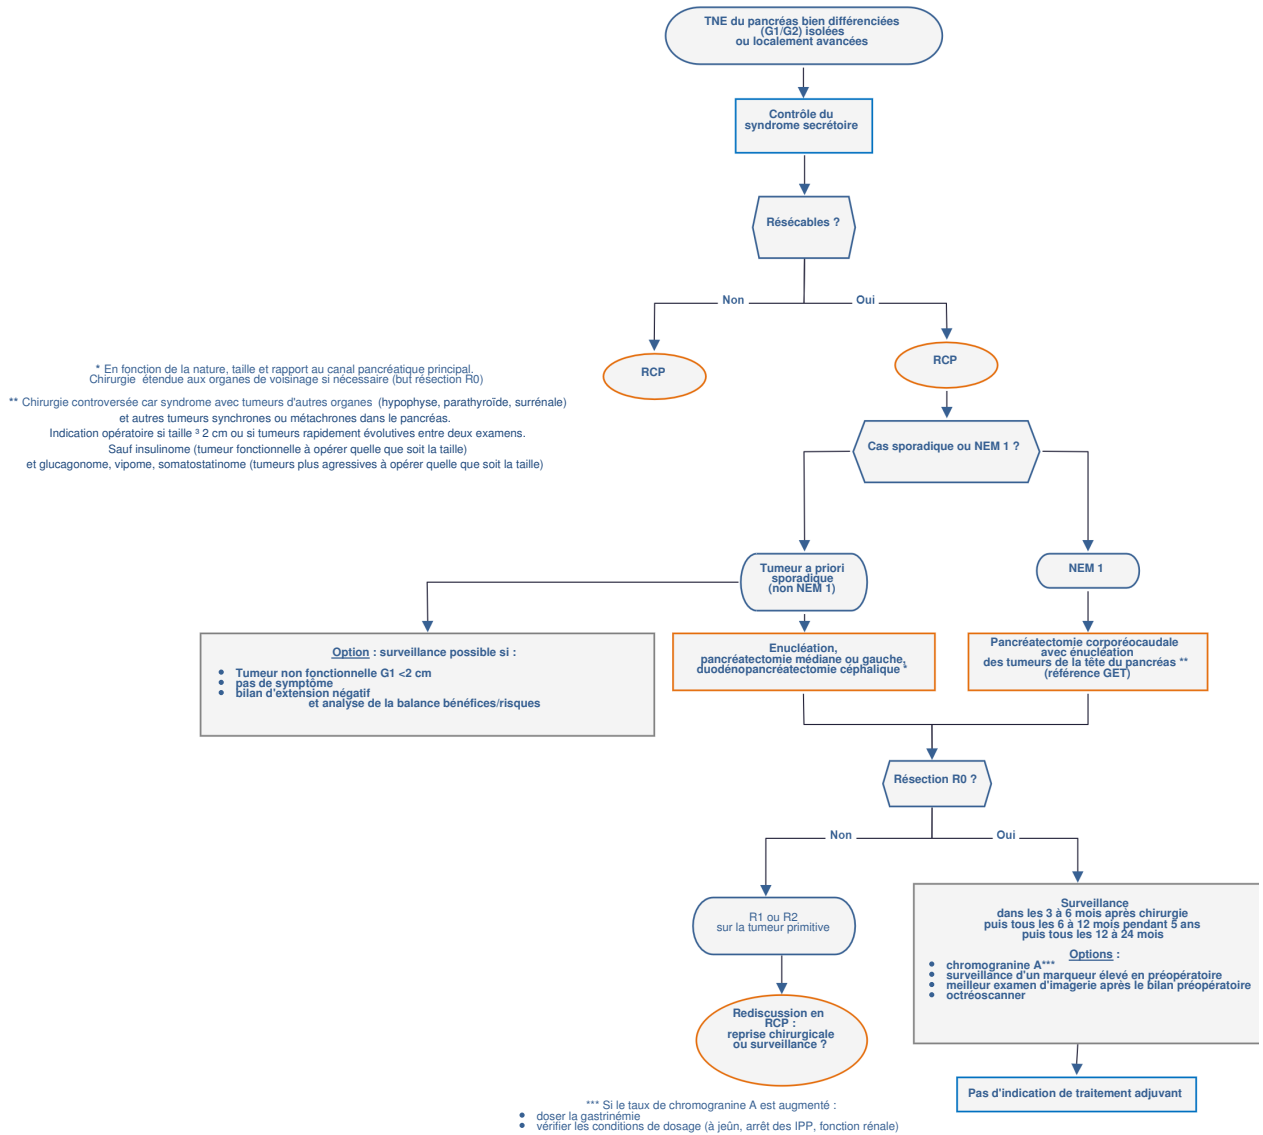 TNE du pancréas bien différenciées
(G1/G2) isolées
ou localement avancées
Contrôle du
syndrome secrétoire
Résécables ?
Non
Oui
RCP
RCP
* En fonction de la nature, taille et rapport au canal pancréatique principal.
Chirurgie étendue aux organes de voisinage si nécessaire (but résection R0)
** Chirurgie controversée car syndrome avec tumeurs d'autres organes (hypophyse, parathyroïde, surrénale)
et autres tumeurs synchrones ou métachrones dans le pancréas.
Indication opératoire si taille ³ 2 cm ou si tumeurs rapidement évolutives entre deux examens.
Sauf insulinome (tumeur fonctionnelle à opérer quelle que soit la taille)
et glucagonome, vipome, somatostatinome (tumeurs plus agressives à opérer quelle que soit la taille)
Cas sporadique ou NEM 1 ?
Tumeur a priori
sporadique
(non NEM 1)
NEM 1
Option : surveillance possible si :
● Tumeur non fonctionnelle G1 <2 cm
● pas de symptôme
● bilan d'extension négatif
et analyse de la balance bénéfices/risques
Enucléation,
pancréatectomie médiane ou gauche,
duodénopancréatectomie céphalique *
Pancréatectomie corporéocaudale
avec énucléation
des tumeurs de la tête du pancréas **
(référence GET)
Résection R0 ?
Non
Oui
R1 ou R2
sur la tumeur primitive
Surveillance
dans les 3 à 6 mois après chirurgie
puis tous les 6 à 12 mois pendant 5 ans
puis tous les 12 à 24 mois
Options :
● chromogranine A***
● surveillance d'un marqueur élevé en préopératoire
● meilleur examen d'imagerie après le bilan préopératoire
● octréoscanner
Rediscussion en
RCP :
reprise chirurgicale
ou surveillance ?
Pas d'indication de traitement adjuvant
*** Si le taux de chromogranine A est augmenté :
● doser la gastrinémie
● vérifier les conditions de dosage (à jeûn, arrêt des IPP, fonction rénale)